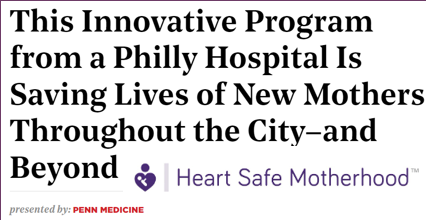 This Innovative Program
from a Philly Hospital Is
Saving Lives of New Mothers
Throughout the City–and
Beyond
Heart Safe Motherhood™
presented by: PENN MEDICINE